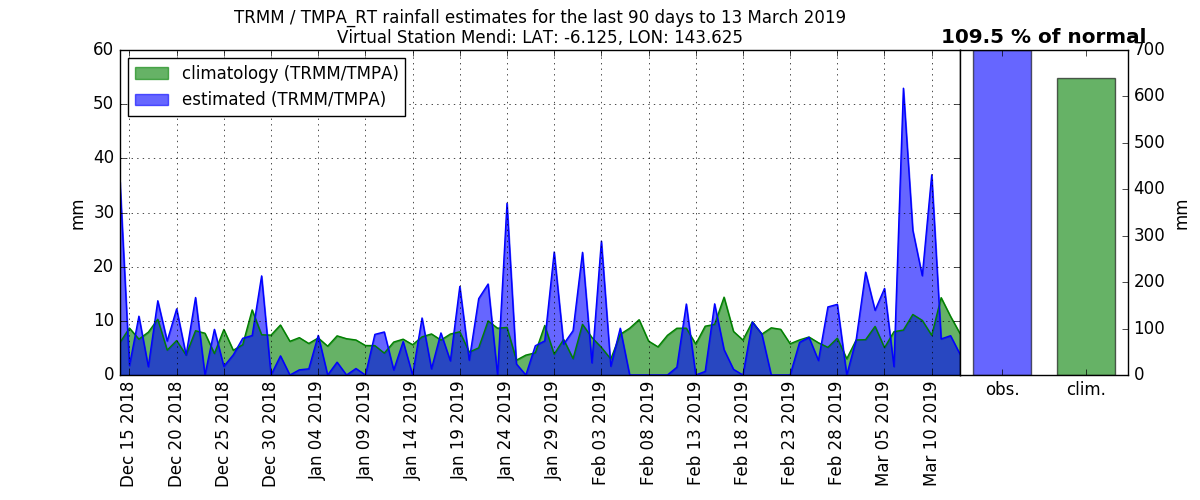 TRMM / TMPA_RT rainfall estimates for the last 90 days to 13 March 2019
Virtual Station Mendi: LAT: -6.125, LON: 143.625
109.5 % of normal
climatology (TRMM/TMPA)
estimated (TRMM/TMPA)
60
50
40
30
20
10
0
mm
Dec 15 2018
Dec 20 2018
Dec 25 2018
Dec 30 2018
Jan 04 2019
Jan 09 2019
Jan 14 2019
Jan 19 2019
Jan 24 2019
Jan 29 2019
Feb 03 2019
Feb 08 2019
Feb 13 2019
Feb 18 2019
Feb 23 2019
Feb 28 2019
Mar 05 2019
Mar 10 2019
obs.
clim.
700
600
500
400
300
200
100
0
mm